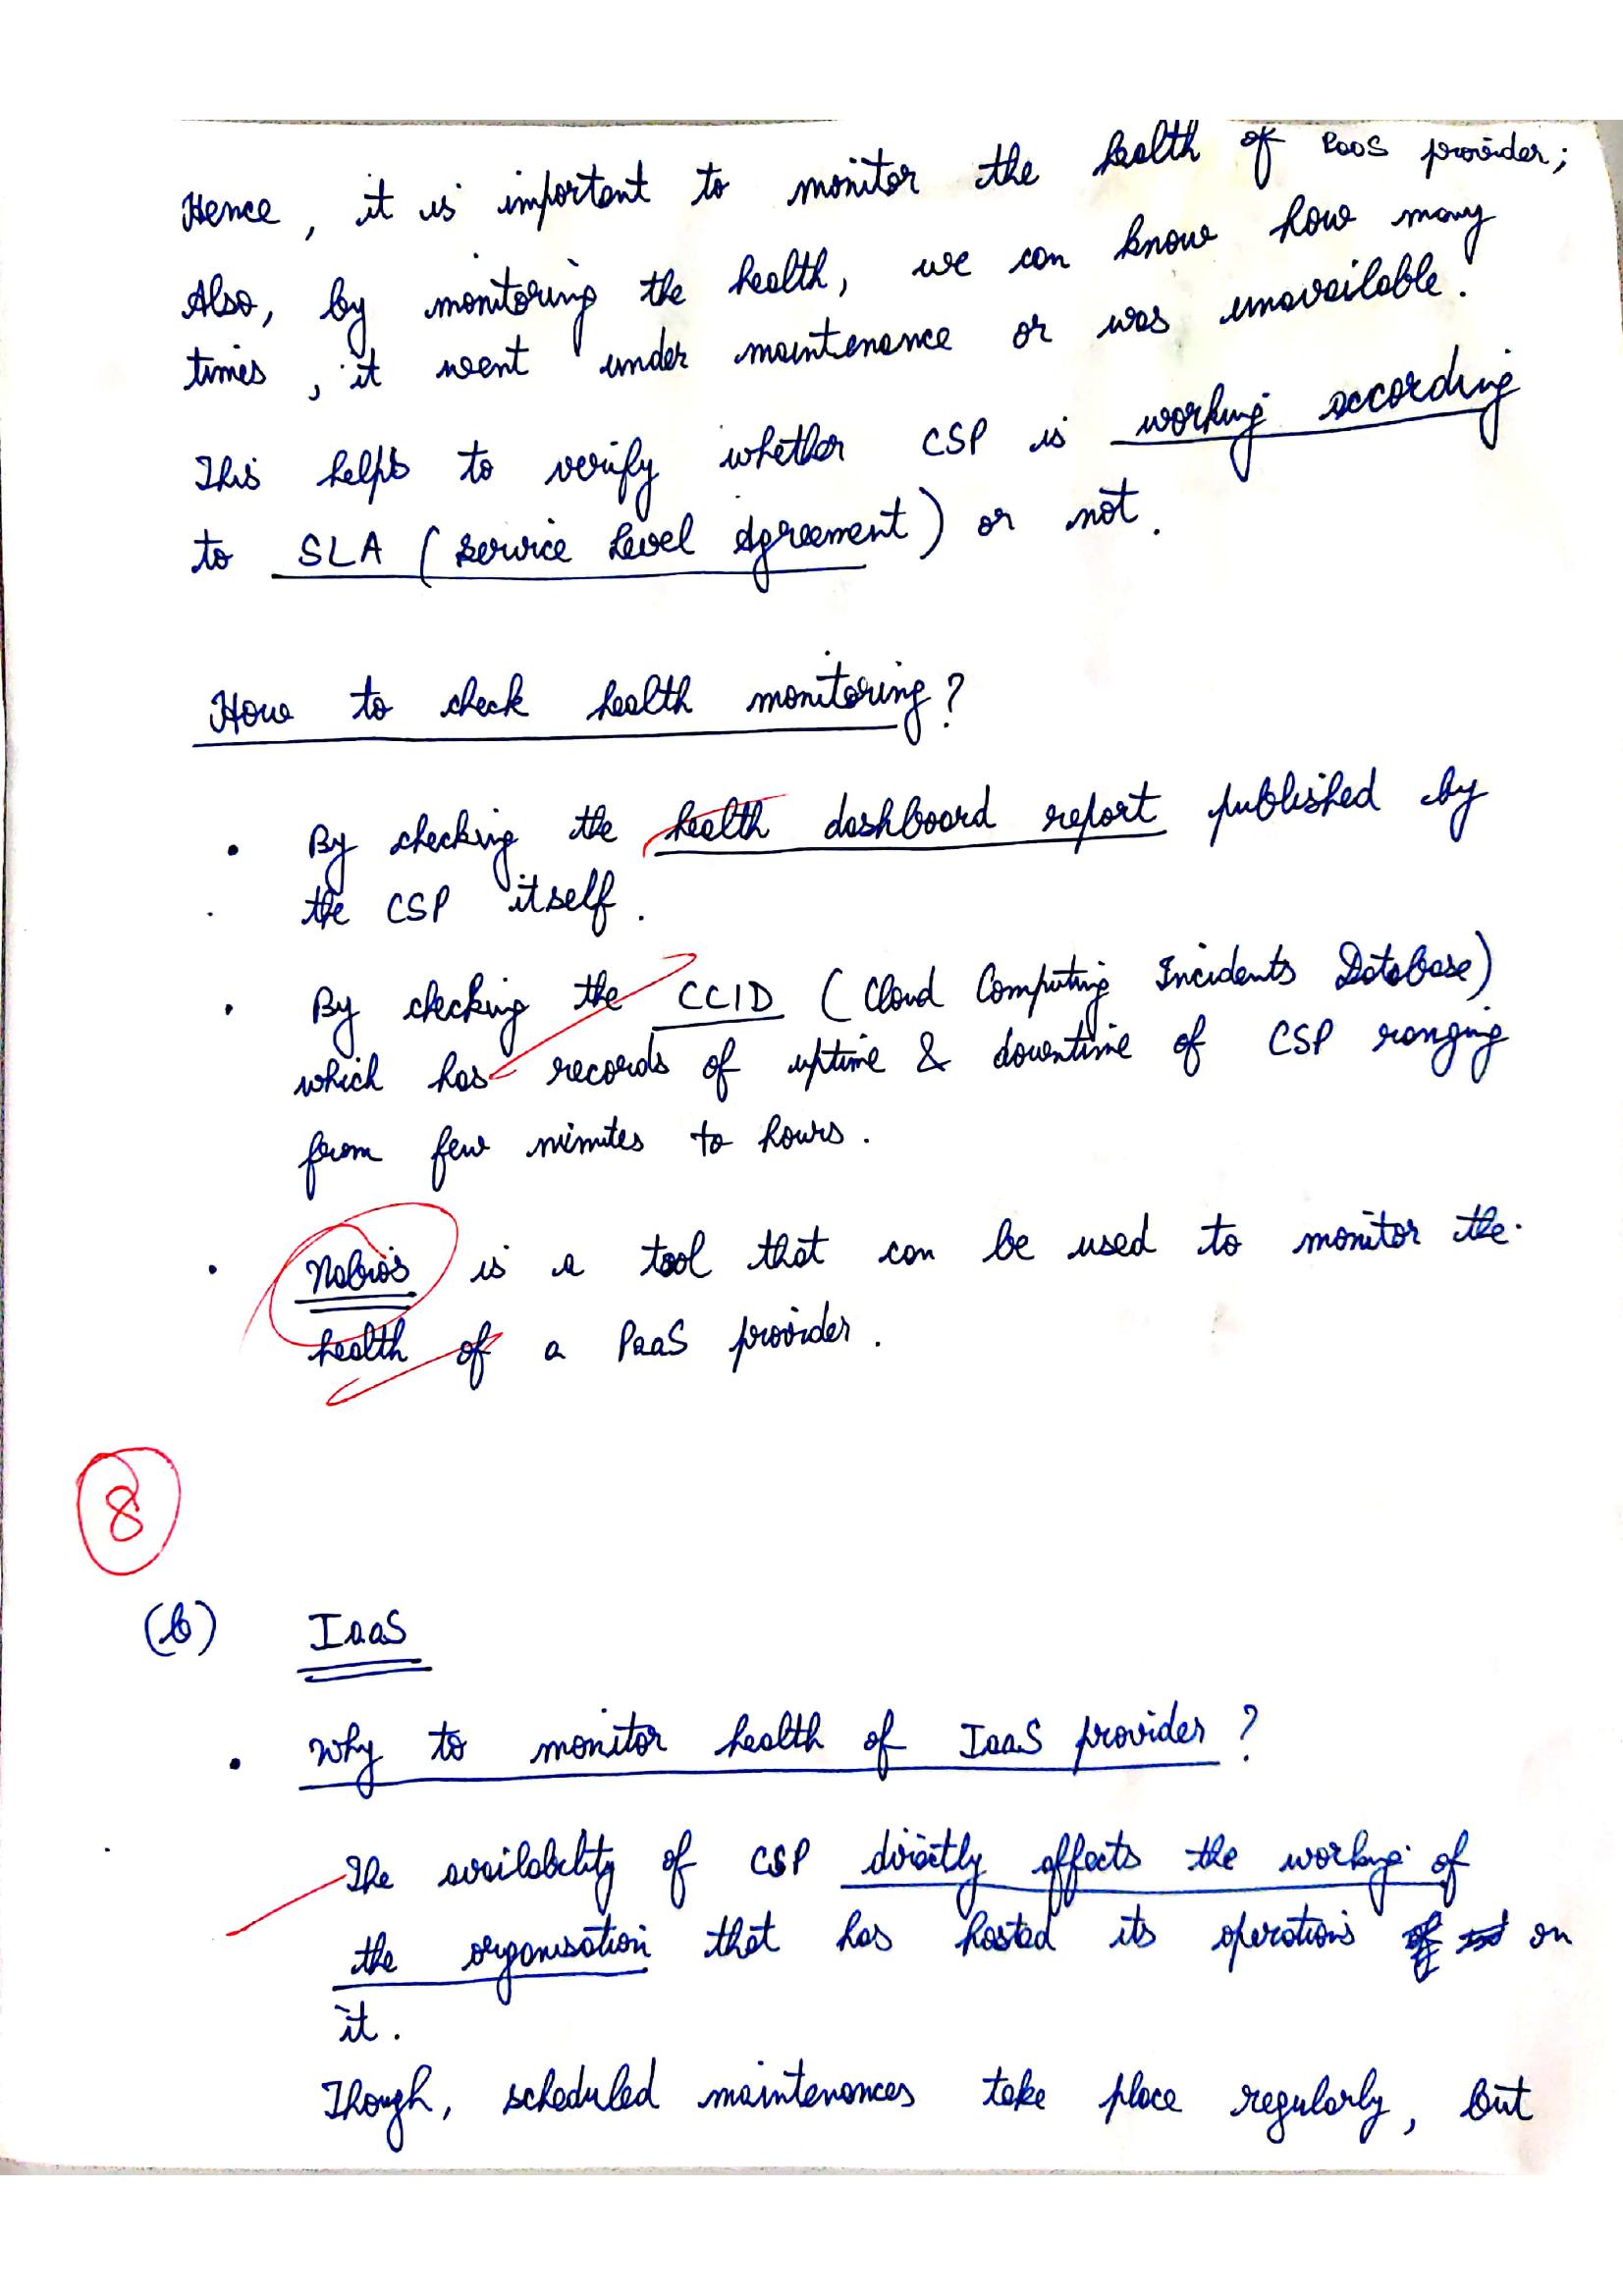 Hence, it is important to monitor the health of PaaS provider;
Also, by monitoring the health, we can know how many
times, it went under maintenance or was unavailable.
This helps to verify whether CSP is working according
to SLA (Service Level Agreement) or not.
How to check health monitoring?
• By checking the health dashboard report published by
the CSP itself.
• By checking the CCID (Cloud Computing Incidents Database)
which has records of uptime & downtime of CSP ranging
from few minutes to hours.
• Nabios is a tool that can be used to monitor the
health of a PaaS provider.
8
(b) IaaS
• Why to monitor health of IaaS provider?
The availability of CSP directly affects the working of
the organisation that has hosted its operations on
it.
Though, scheduled maintenances take place regularly, but